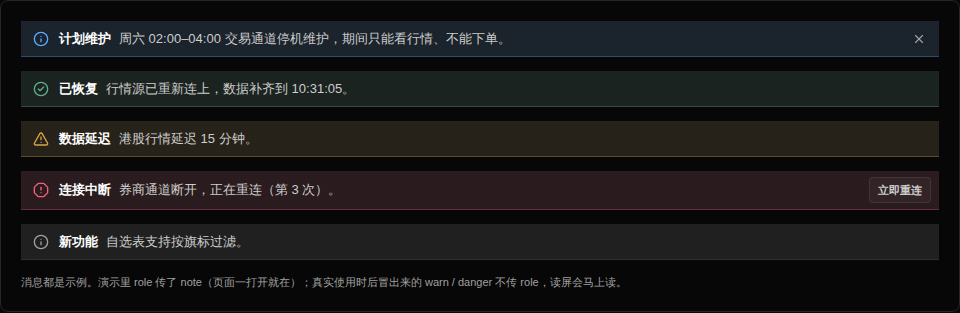 计划维护 周六 02:00–04:00 交易通道停机维护，期间只能看行情、不能下单。
已恢复 行情源已重新连上，数据补齐到 10:31:05。
数据延迟 港股行情延迟 15 分钟。
连接中断 券商通道断开，正在重连（第 3 次）。 立即重连
新功能 自选表支持按旗标过滤。
消息都是示例。演示里 role 传了 note（页面一打开就在）；真实使用时后冒出来的 warn / danger 不传 role，读屏会马上读。